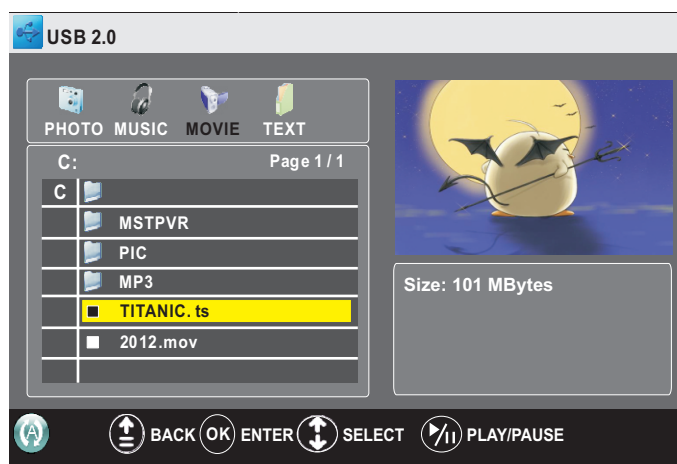 USB 2.0
PHOTO MUSIC MOVIE TEXT
C: Page 1 / 1
C
MSTPVR
PIC
MP3
TITANIC. ts
2012.mov
Size: 101 MBytes
A BACK OK ENTER SELECT PLAY/PAUSE